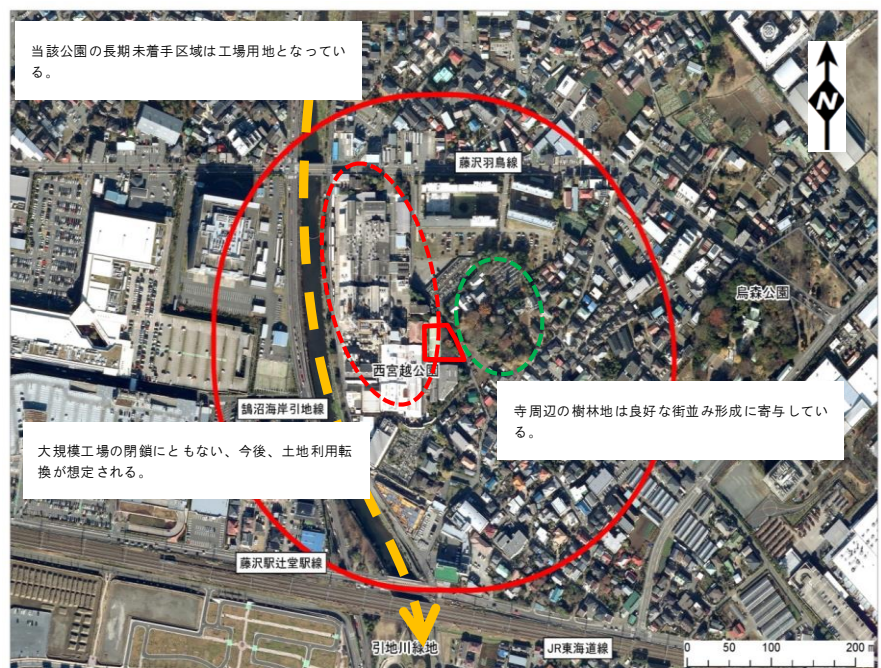 当該公園の長期未着手区域は工場用地となってい
る。
N
藤沢羽鳥線
烏森公園
西宮越公園
鵠沼海岸引地線
寺周辺の樹林地は良好な街並み形成に寄与してい
る。
大規模工場の閉鎖にともない、今後、土地利用転
換が想定される。
藤沢駅辻堂駅線
引地川緑地
JR東海道線
0 50 100 200 m